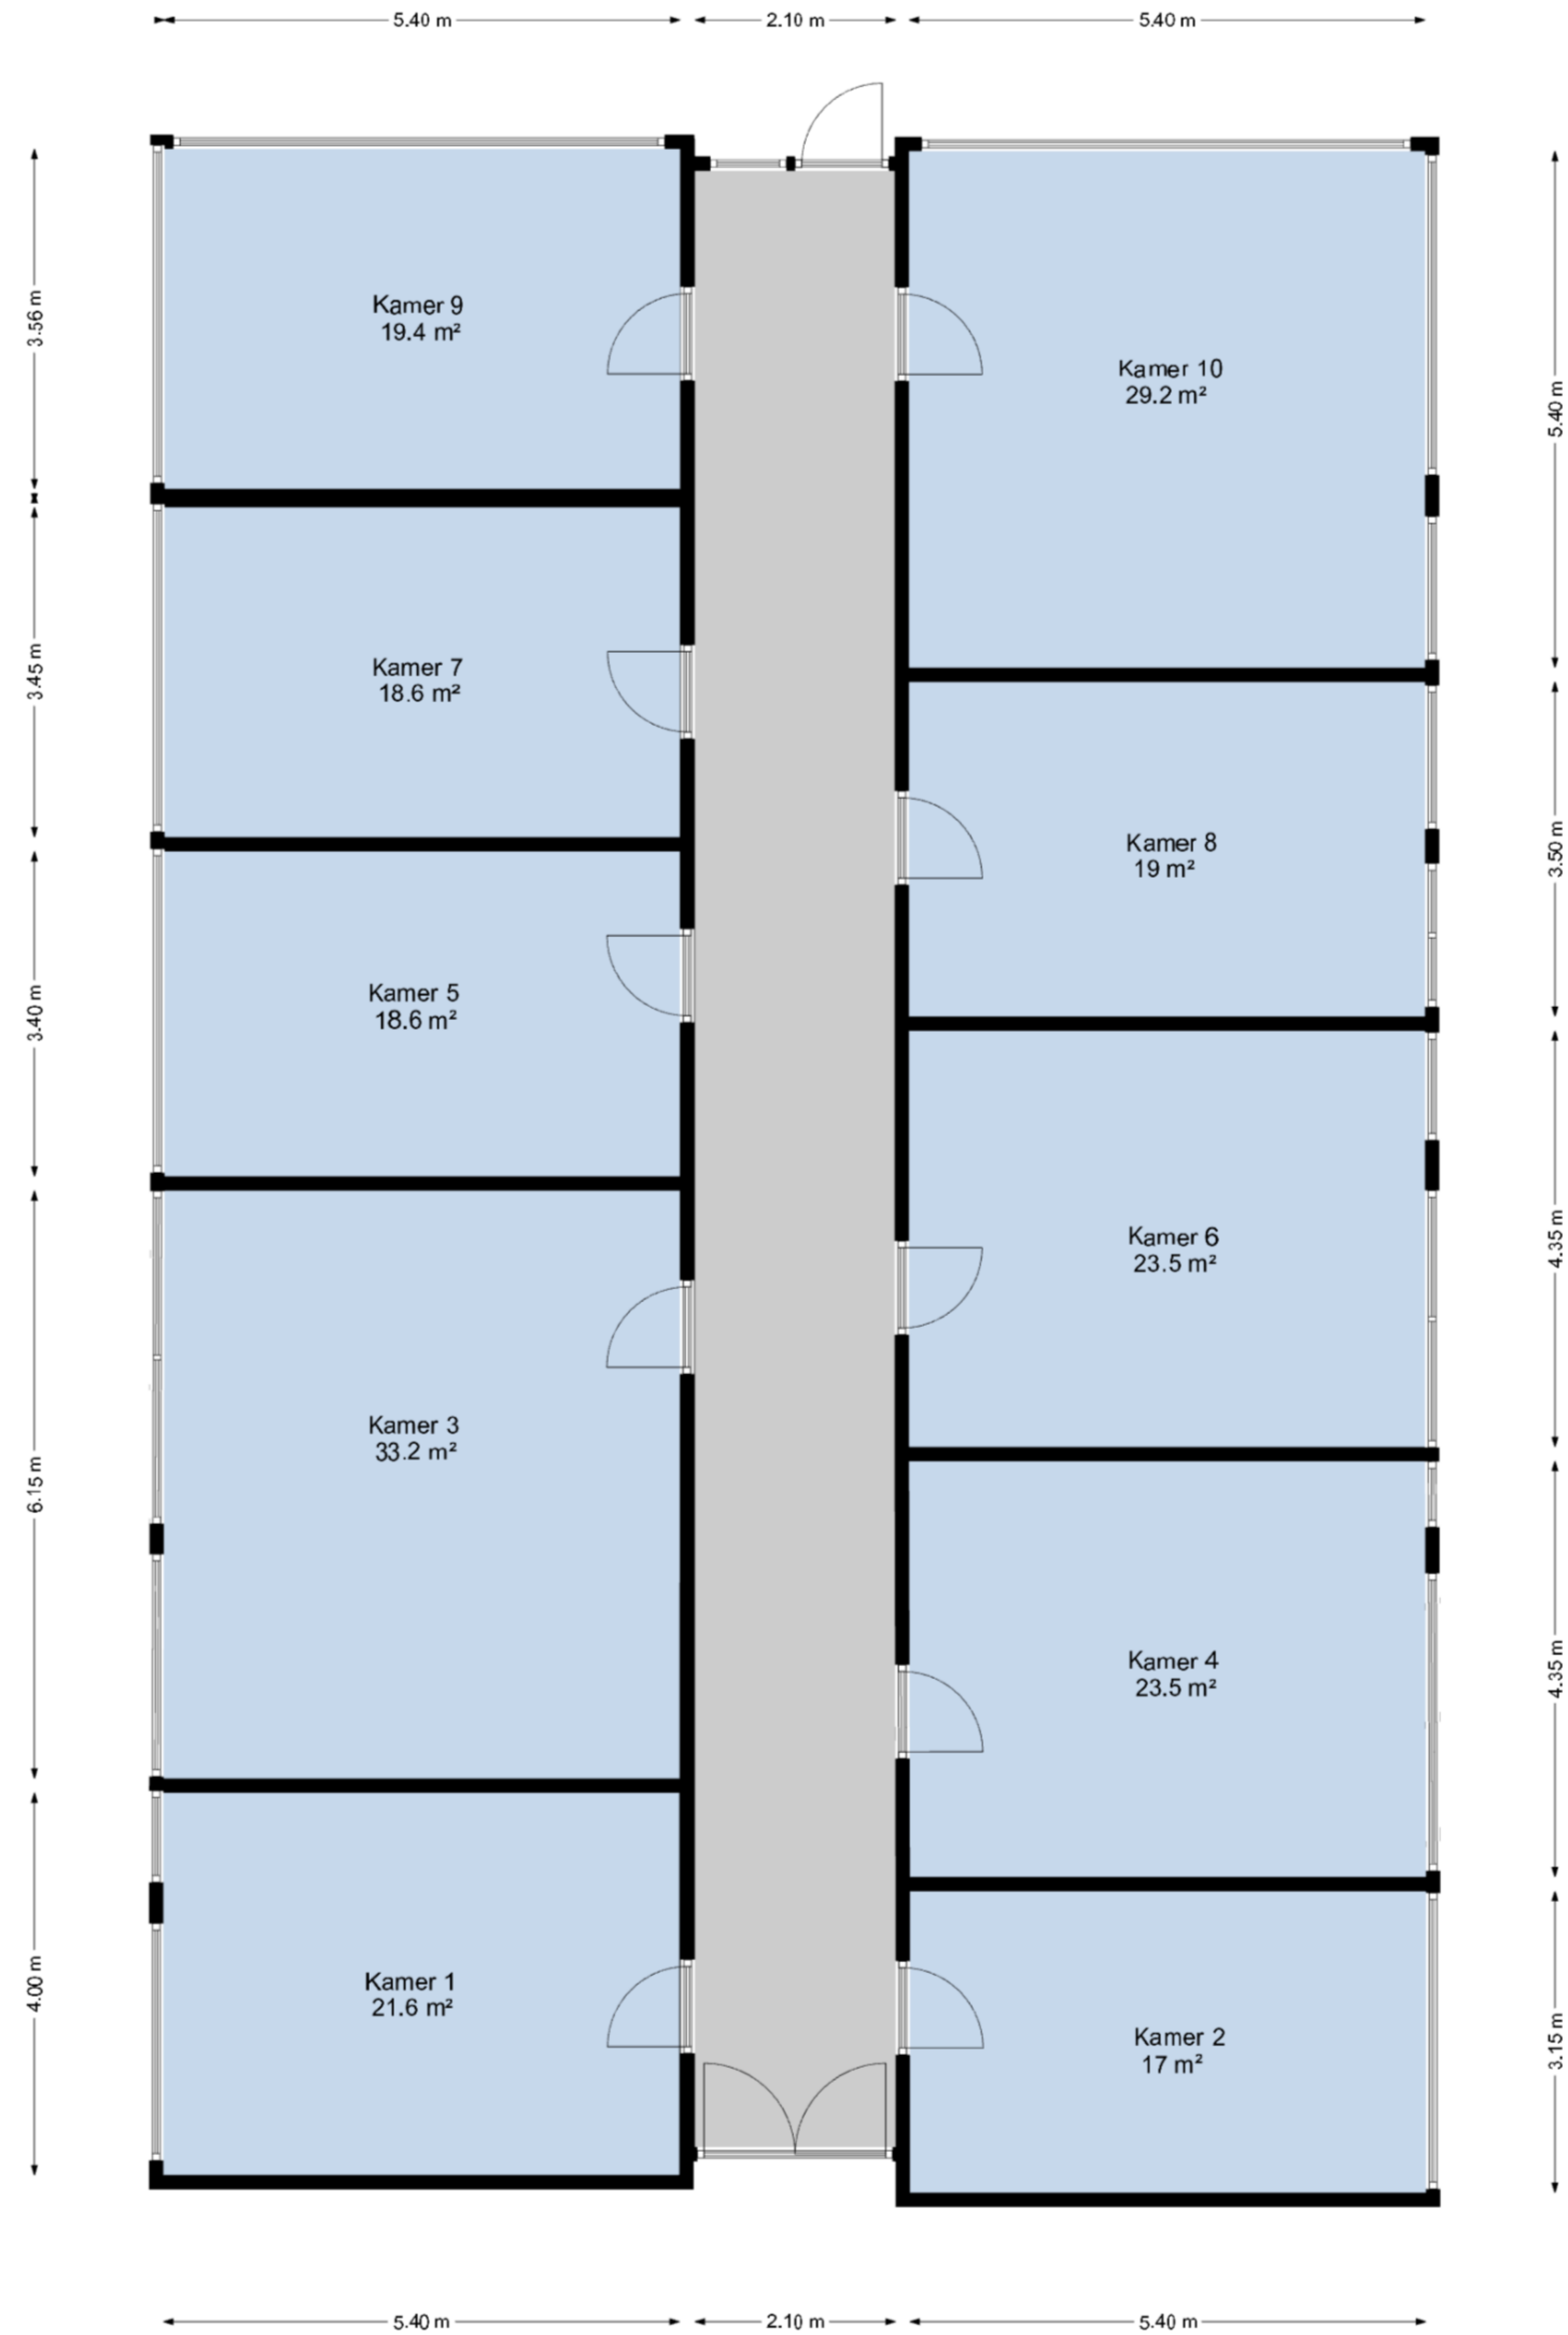 5.40 m
2.10 m
5.40 m
3.56 m
Kamer 9
19.4 m²
Kamer 10
29.2 m²
5.40 m
3.45 m
Kamer 7
18.6 m²
Kamer 8
19 m²
3.50 m
3.40 m
Kamer 5
18.6 m²
Kamer 6
23.5 m²
4.35 m
6.15 m
Kamer 3
33.2 m²
Kamer 4
23.5 m²
4.35 m
4.00 m
Kamer 1
21.6 m²
Kamer 2
17 m²
3.15 m
5.40 m
2.10 m
5.40 m